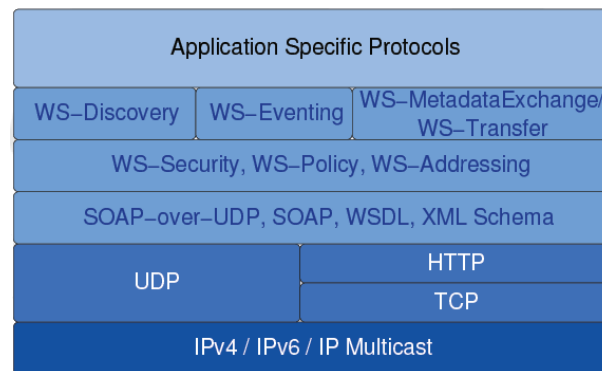 Application Specific Protocols
WS–Discovery
WS–Eventing
WS–MetadataExchange/
WS–Transfer
WS–Security, WS–Policy, WS–Addressing
SOAP–over–UDP, SOAP, WSDL, XML Schema
UDP
HTTP
TCP
IPv4 / IPv6 / IP Multicast